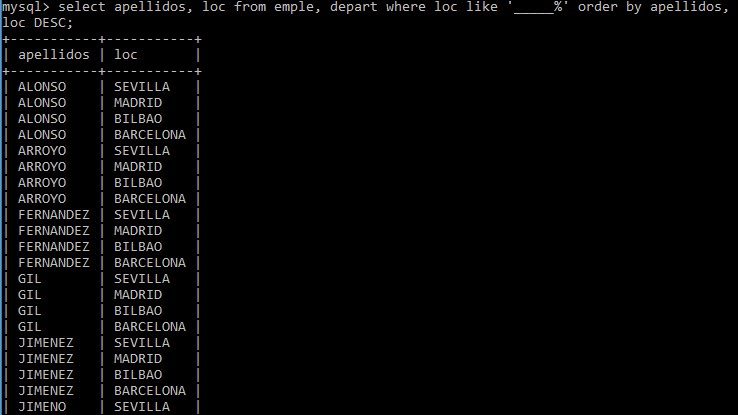 mysql> select apellidos, loc from emple, depart where loc like '_____%' order by apellidos,
loc DESC;
+-----------+-----------+
| apellidos | loc       |
+-----------+-----------+
| ALONSO    | SEVILLA   |
| ALONSO    | MADRID    |
| ALONSO    | BILBAO    |
| ALONSO    | BARCELONA |
| ARROYO    | SEVILLA   |
| ARROYO    | MADRID    |
| ARROYO    | BILBAO    |
| ARROYO    | BARCELONA |
| FERNANDEZ | SEVILLA   |
| FERNANDEZ | MADRID    |
| FERNANDEZ | BILBAO    |
| FERNANDEZ | BARCELONA |
| GIL       | SEVILLA   |
| GIL       | MADRID    |
| GIL       | BILBAO    |
| GIL       | BARCELONA |
| JIMENEZ   | SEVILLA   |
| JIMENEZ   | MADRID    |
| JIMENEZ   | BILBAO    |
| JIMENEZ   | BARCELONA |
| JIMENO    | SEVILLA   |